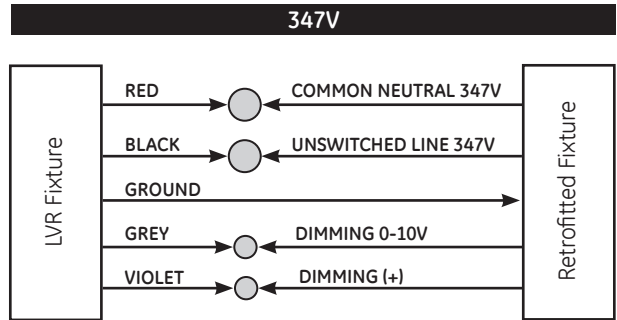 347V
LVR Fixture
RED
COMMON NEUTRAL 347V
BLACK
UNSWITCHED LINE 347V
GROUND
GREY
DIMMING 0-10V
VIOLET
DIMMING (+)
Retrofitted Fixture